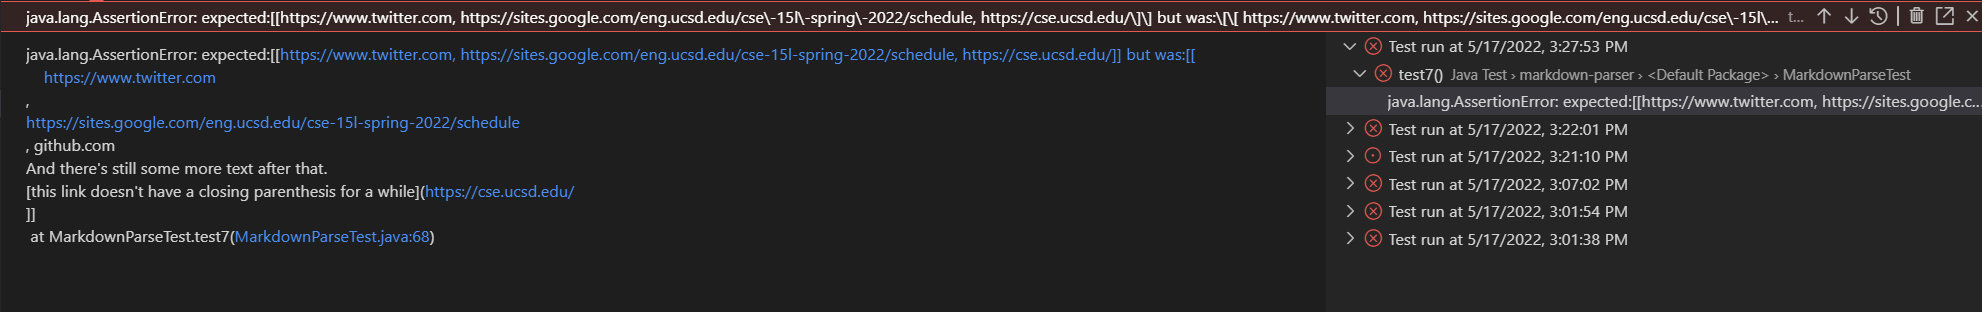 java.lang.AssertionError: expected:[[https://www.twitter.com, https://sites.google.com/eng.ucsd.edu/cse\-15l\-spring\-2022/schedule, https://cse.ucsd.edu/\]\] but was:\[\[ https://www.twitter.com, https://sites.google.com/eng.ucsd.edu/cse\-15l\... t...
java.lang.AssertionError: expected:[[https://www.twitter.com, https://sites.google.com/eng.ucsd.edu/cse-15l-spring-2022/schedule, https://cse.ucsd.edu/]] but was:[[
https://www.twitter.com
,
https://sites.google.com/eng.ucsd.edu/cse-15l-spring-2022/schedule
, github.com
And there's still some more text after that.
[this link doesn't have a closing parenthesis for a while](https://cse.ucsd.edu/
]]
at MarkdownParseTest.test7(MarkdownParseTest.java:68)
Test run at 5/17/2022, 3:27:53 PM
test7() Java Test › markdown-parser › <Default Package> › MarkdownParseTest
java.lang.AssertionError: expected:[[https://www.twitter.com, https://sites.google.c...
Test run at 5/17/2022, 3:22:01 PM
Test run at 5/17/2022, 3:21:10 PM
Test run at 5/17/2022, 3:07:02 PM
Test run at 5/17/2022, 3:01:54 PM
Test run at 5/17/2022, 3:01:38 PM